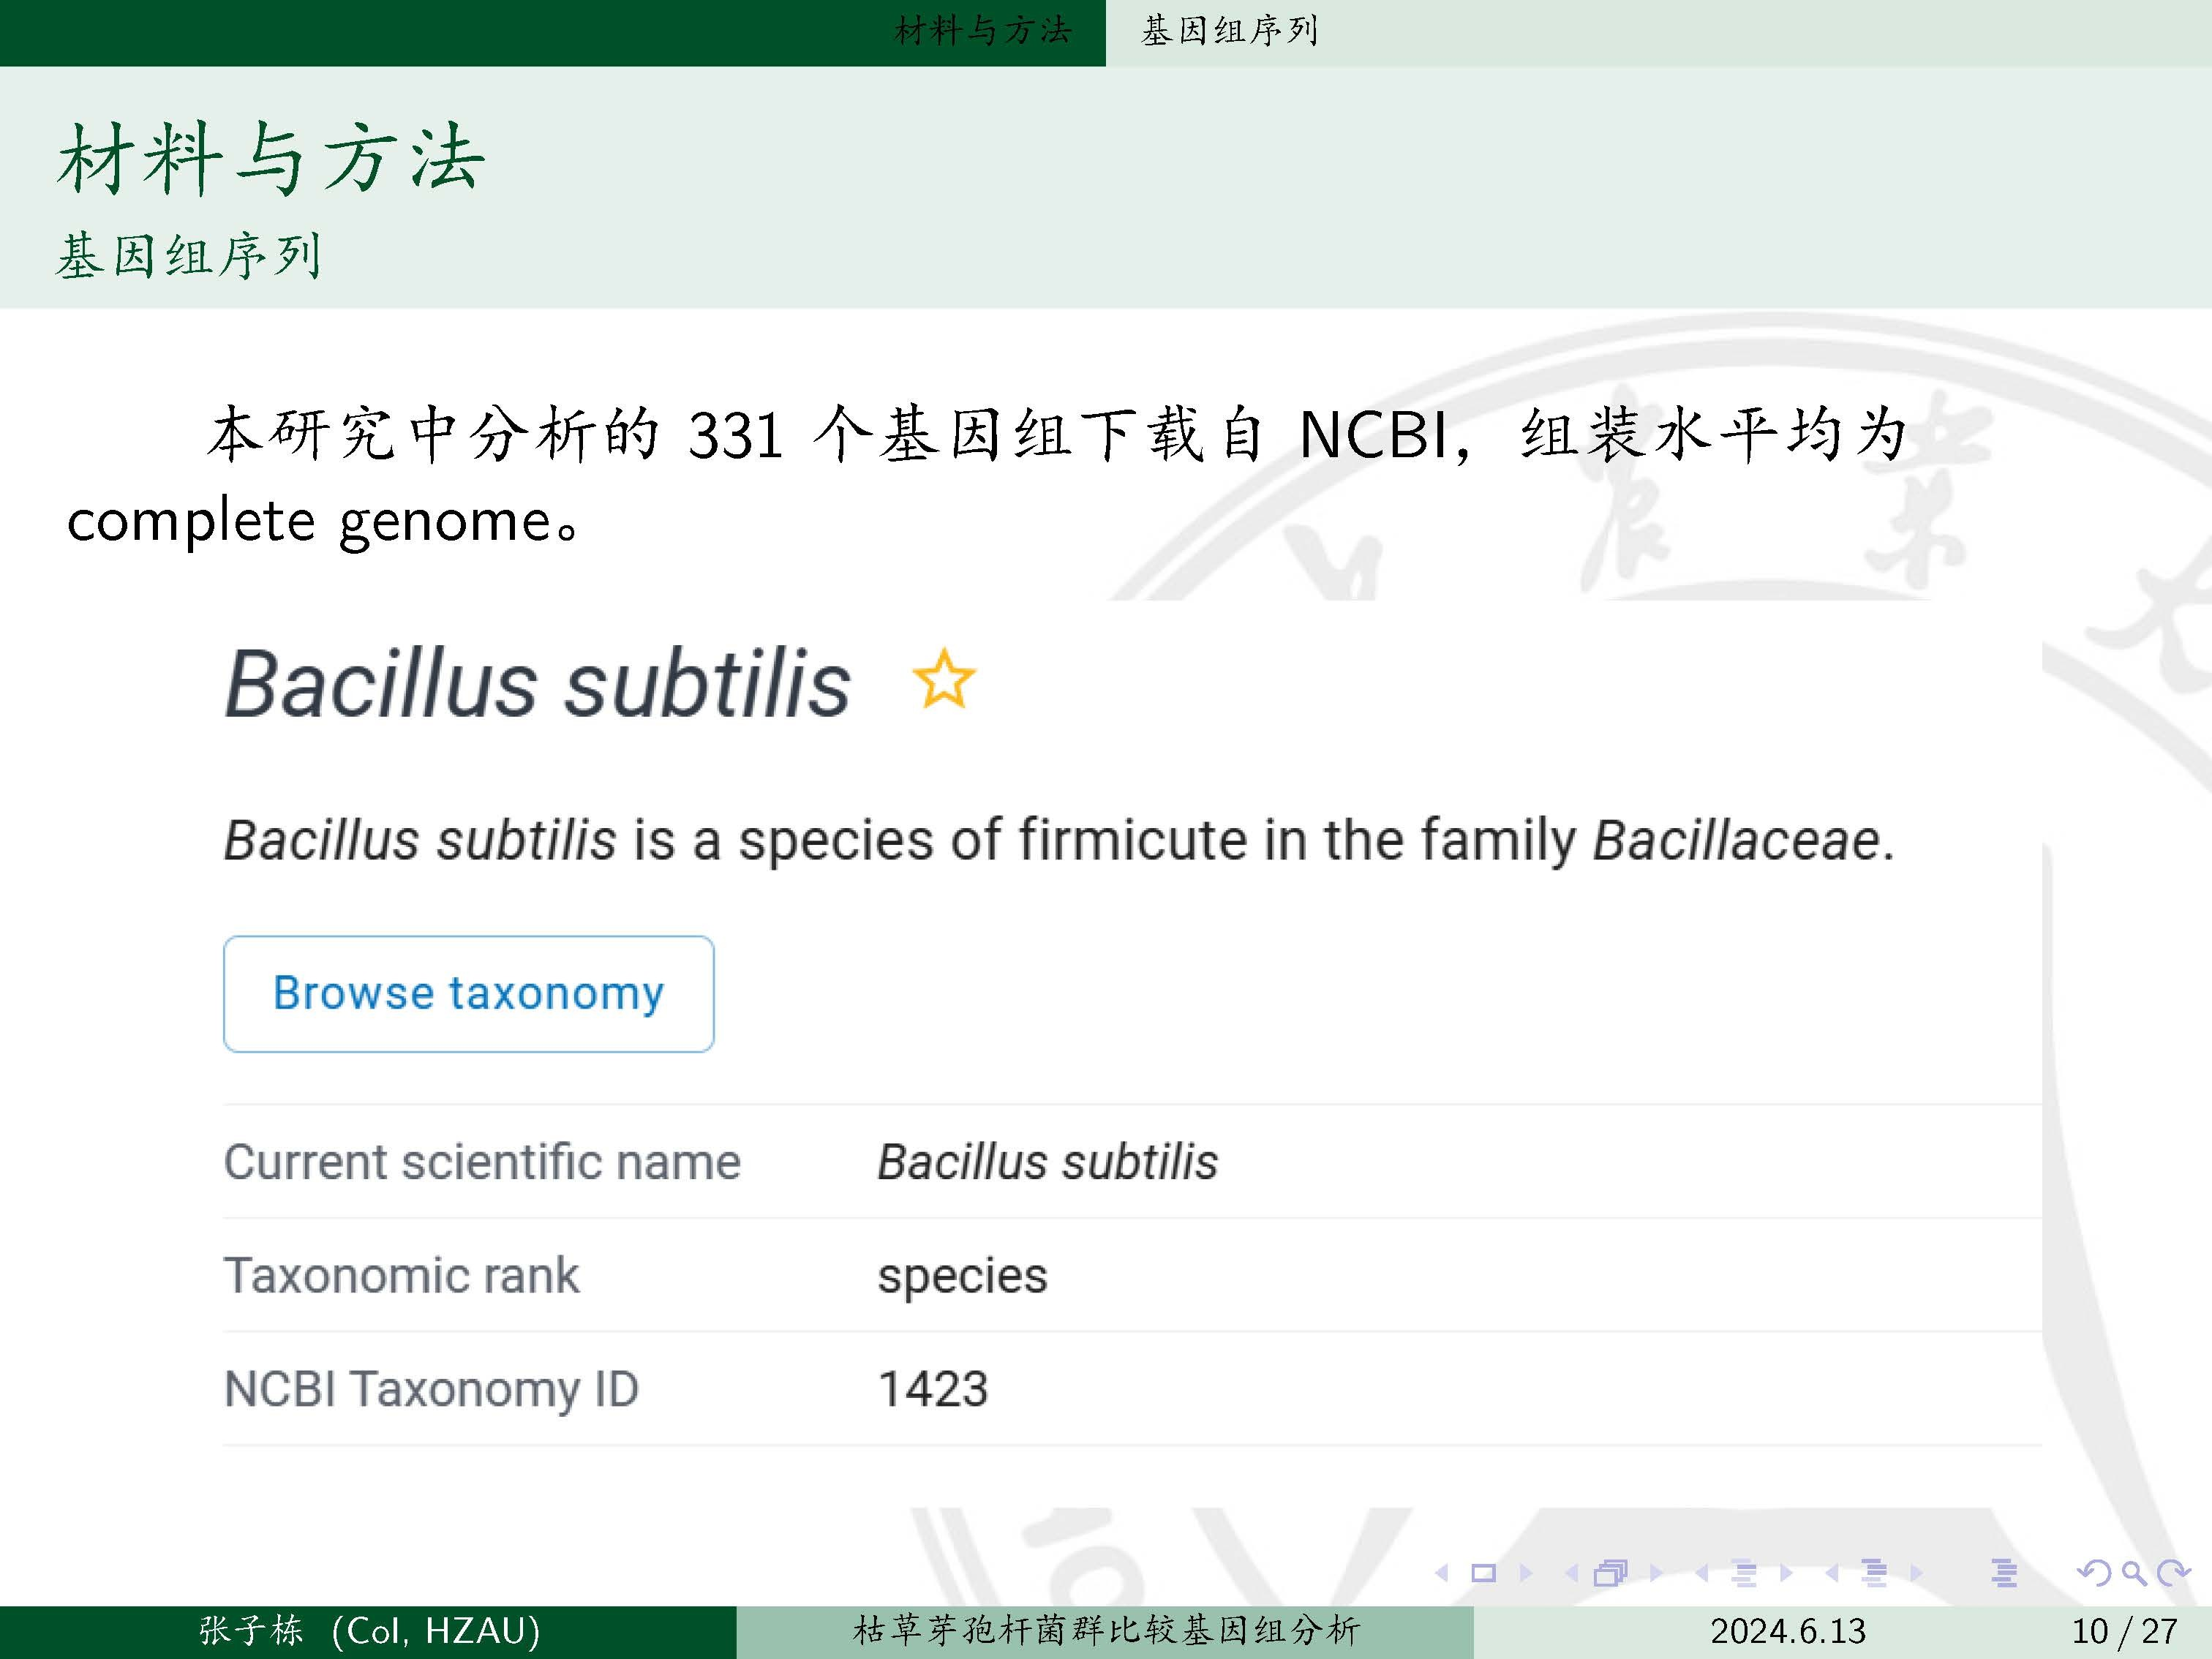 材料与方法 基因组序列
材料与方法
基因组序列
本研究中分析的 331 个基因组下载自 NCBI，组装水平均为
complete genome。
Bacillus subtilis
Bacillus subtilis is a species of firmicute in the family Bacillaceae.
Browse taxonomy
Current scientific name Bacillus subtilis
Taxonomic rank species
NCBI Taxonomy ID 1423
张子栋 (CoI, HZAU) 枯草芽孢杆菌群比较基因组分析 2024.6.13 10 / 27